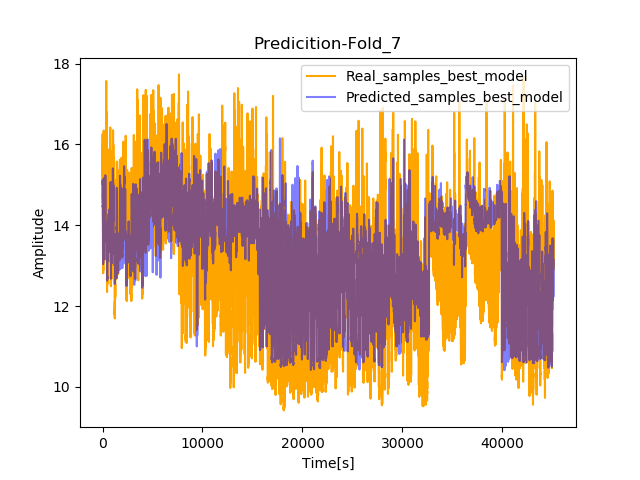 Predicition-Fold_7
Real_samples_best_model
Predicted_samples_best_model
18
16
14
12
10
Amplitude
0
10000
20000
30000
40000
Time[s]